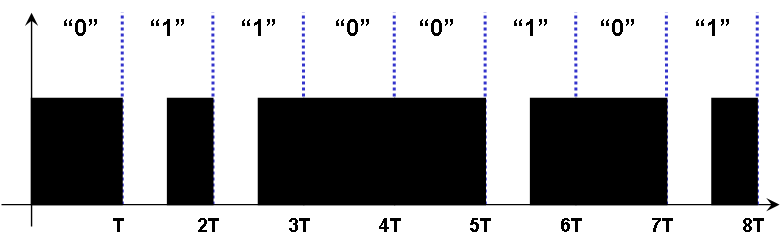 “0” “1” “1” “0” “0” “1” “0” “1”
T 2T 3T 4T 5T 6T 7T 8T